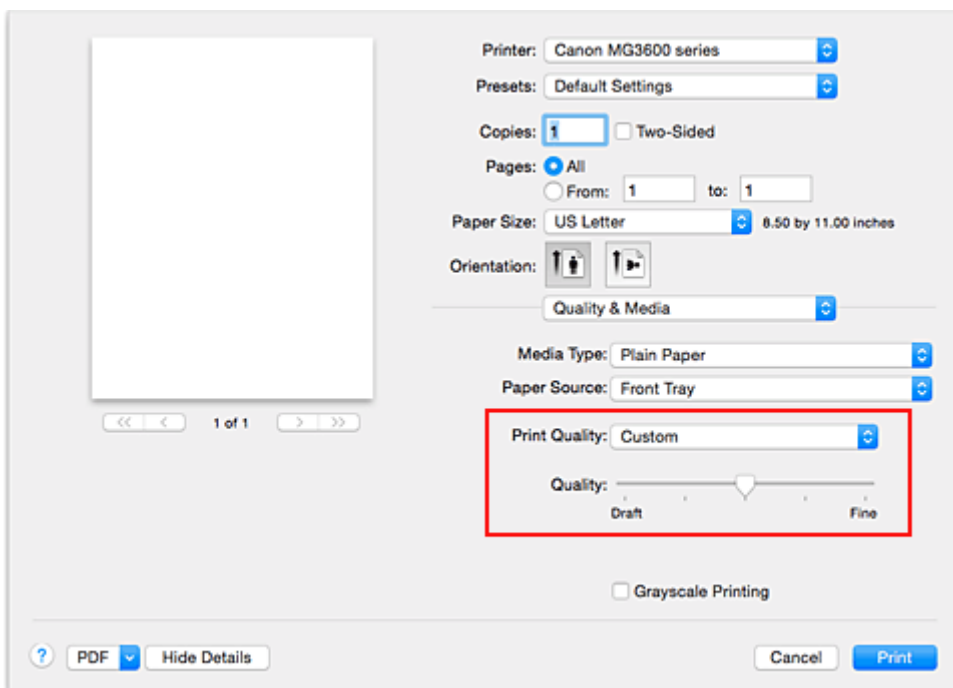 Printer: Canon MG3600 series
Presets: Default Settings
Copies: 1 Two-Sided
Pages: All
From: 1 to: 1
Paper Size: US Letter 8.50 by 11.00 inches
Orientation:
Quality & Media
Media Type: Plain Paper
Paper Source: Front Tray
<< < 1 of 1 > >>
Print Quality: Custom
Quality:
Draft Fine
Grayscale Printing
? PDF Hide Details Cancel Print